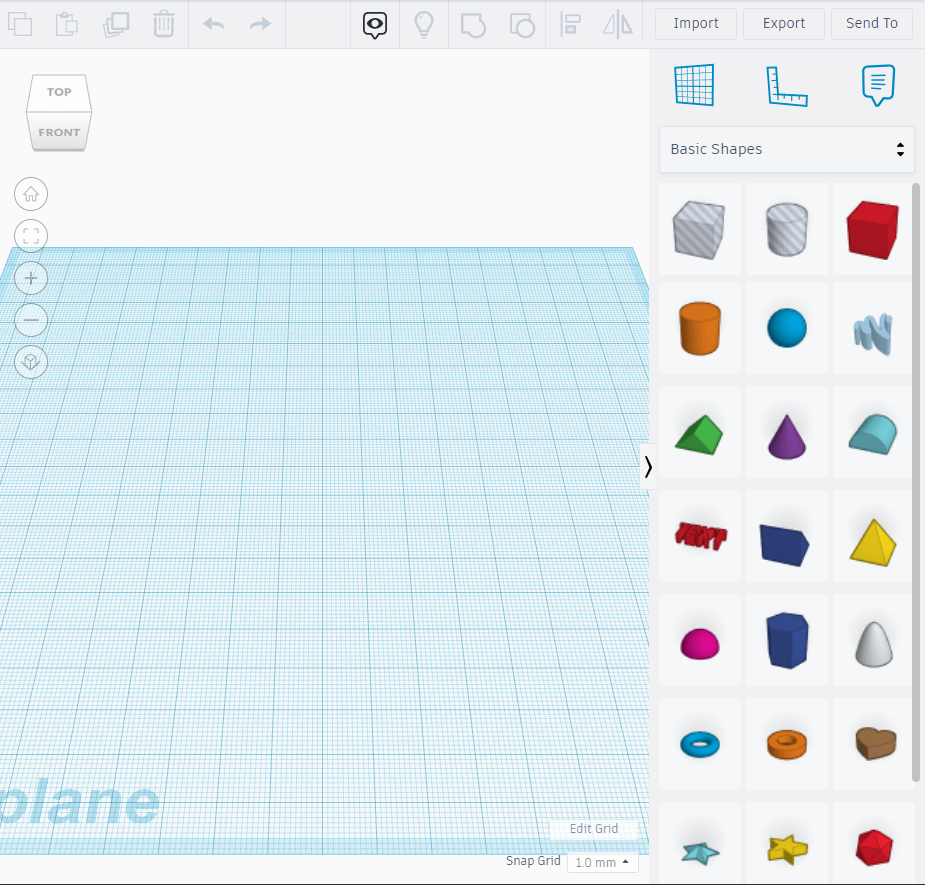 Import Export Send To
TOP
FRONT
Basic Shapes
TEXT
plane
Edit Grid
Snap Grid 1.0 mm